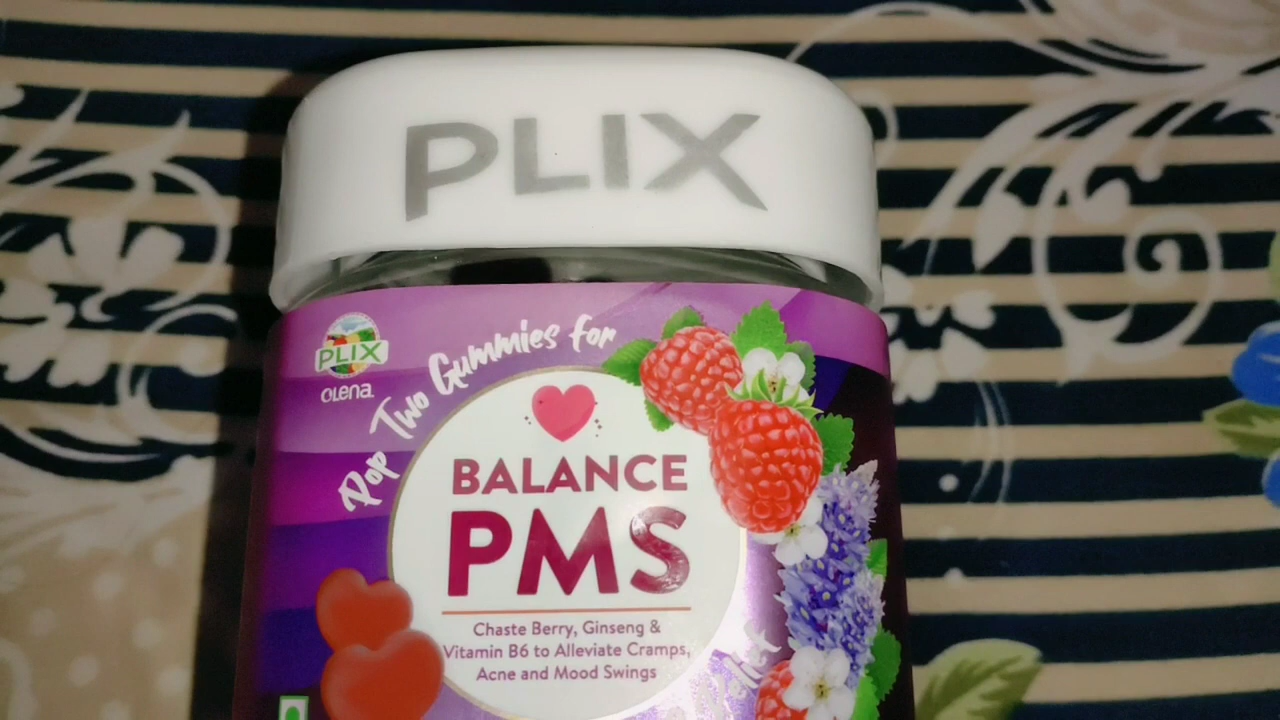 PLIX
PLIX
OLena
Pop Two Gummies for
BALANCE
PMS
Chaste Berry, Ginseng &
Vitamin B6 to Alleviate Cramps,
Acne and Mood Swings